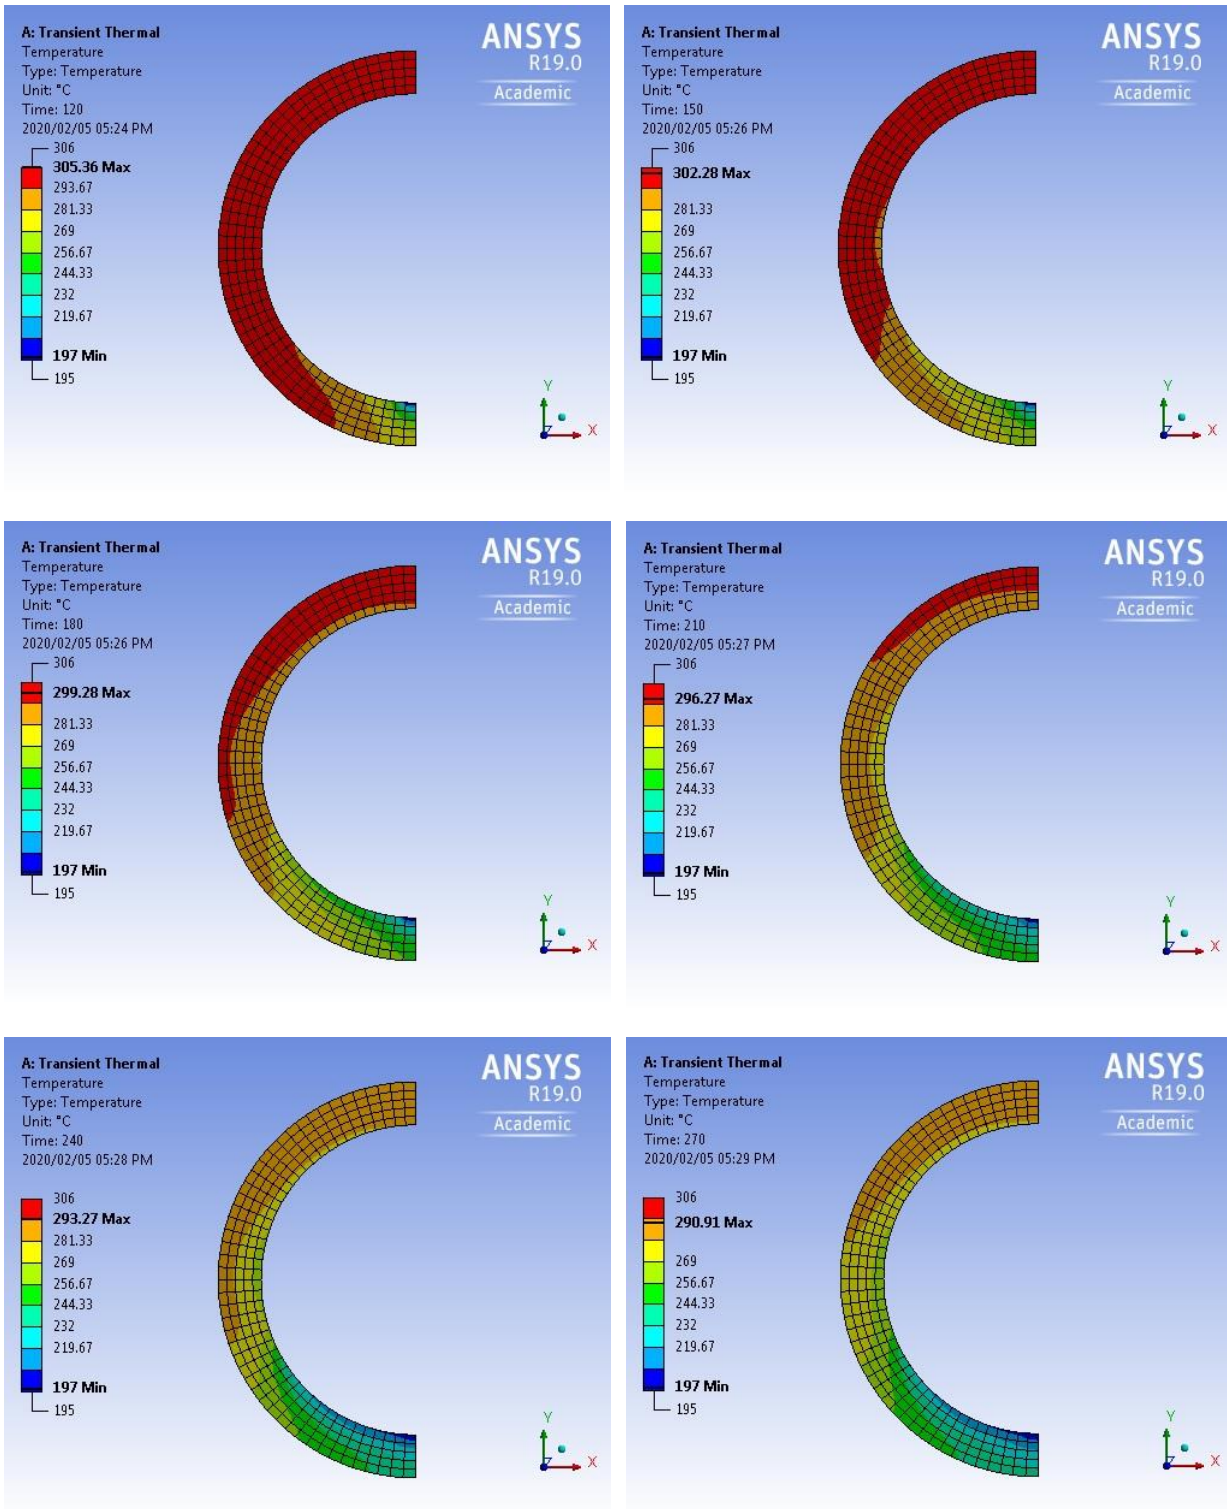 A: Transient Thermal
Temperature
Type: Temperature
Unit: °C
Time: 120
2020/02/05 05:24 PM
306
305.36 Max
293.67
281.33
269
256.67
244.33
232
219.67
197 Min
195
ANSYS
R19.0
Academic
Y
Z
X
A: Transient Thermal
Temperature
Type: Temperature
Unit: °C
Time: 150
2020/02/05 05:26 PM
306
302.28 Max
281.33
269
256.67
244.33
232
219.67
197 Min
195
ANSYS
R19.0
Academic
Y
Z
X
A: Transient Thermal
Temperature
Type: Temperature
Unit: °C
Time: 180
2020/02/05 05:26 PM
306
299.28 Max
281.33
269
256.67
244.33
232
219.67
197 Min
195
ANSYS
R19.0
Academic
Y
Z
X
A: Transient Thermal
Temperature
Type: Temperature
Unit: °C
Time: 210
2020/02/05 05:27 PM
306
296.27 Max
281.33
269
256.67
244.33
232
219.67
197 Min
195
ANSYS
R19.0
Academic
Y
Z
X
A: Transient Thermal
Temperature
Type: Temperature
Unit: °C
Time: 240
2020/02/05 05:28 PM
306
293.27 Max
281.33
269
256.67
244.33
232
219.67
197 Min
195
ANSYS
R19.0
Academic
Y
Z
X
A: Transient Thermal
Temperature
Type: Temperature
Unit: °C
Time: 270
2020/02/05 05:29 PM
306
290.91 Max
269
256.67
244.33
232
219.67
197 Min
195
ANSYS
R19.0
Academic
Y
Z
X